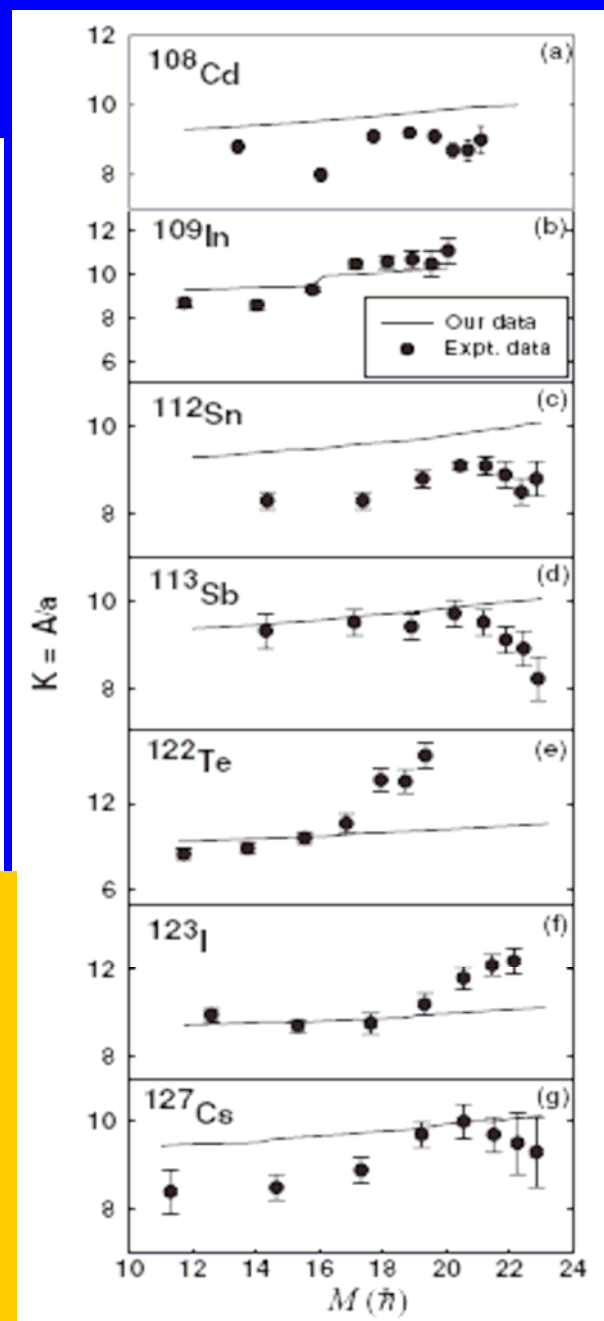 12
108Cd
(a)
10
8
12
109In
(b)
10
8
Our data
Expt. data
6
112Sn
(c)
10
8
113Sb
(d)
10
8
K = A/a
122Te
(e)
12
6
123I
(f)
12
8
127Cs
(g)
10
8
10 12 14 16 18 20 22 24
M (ħ)